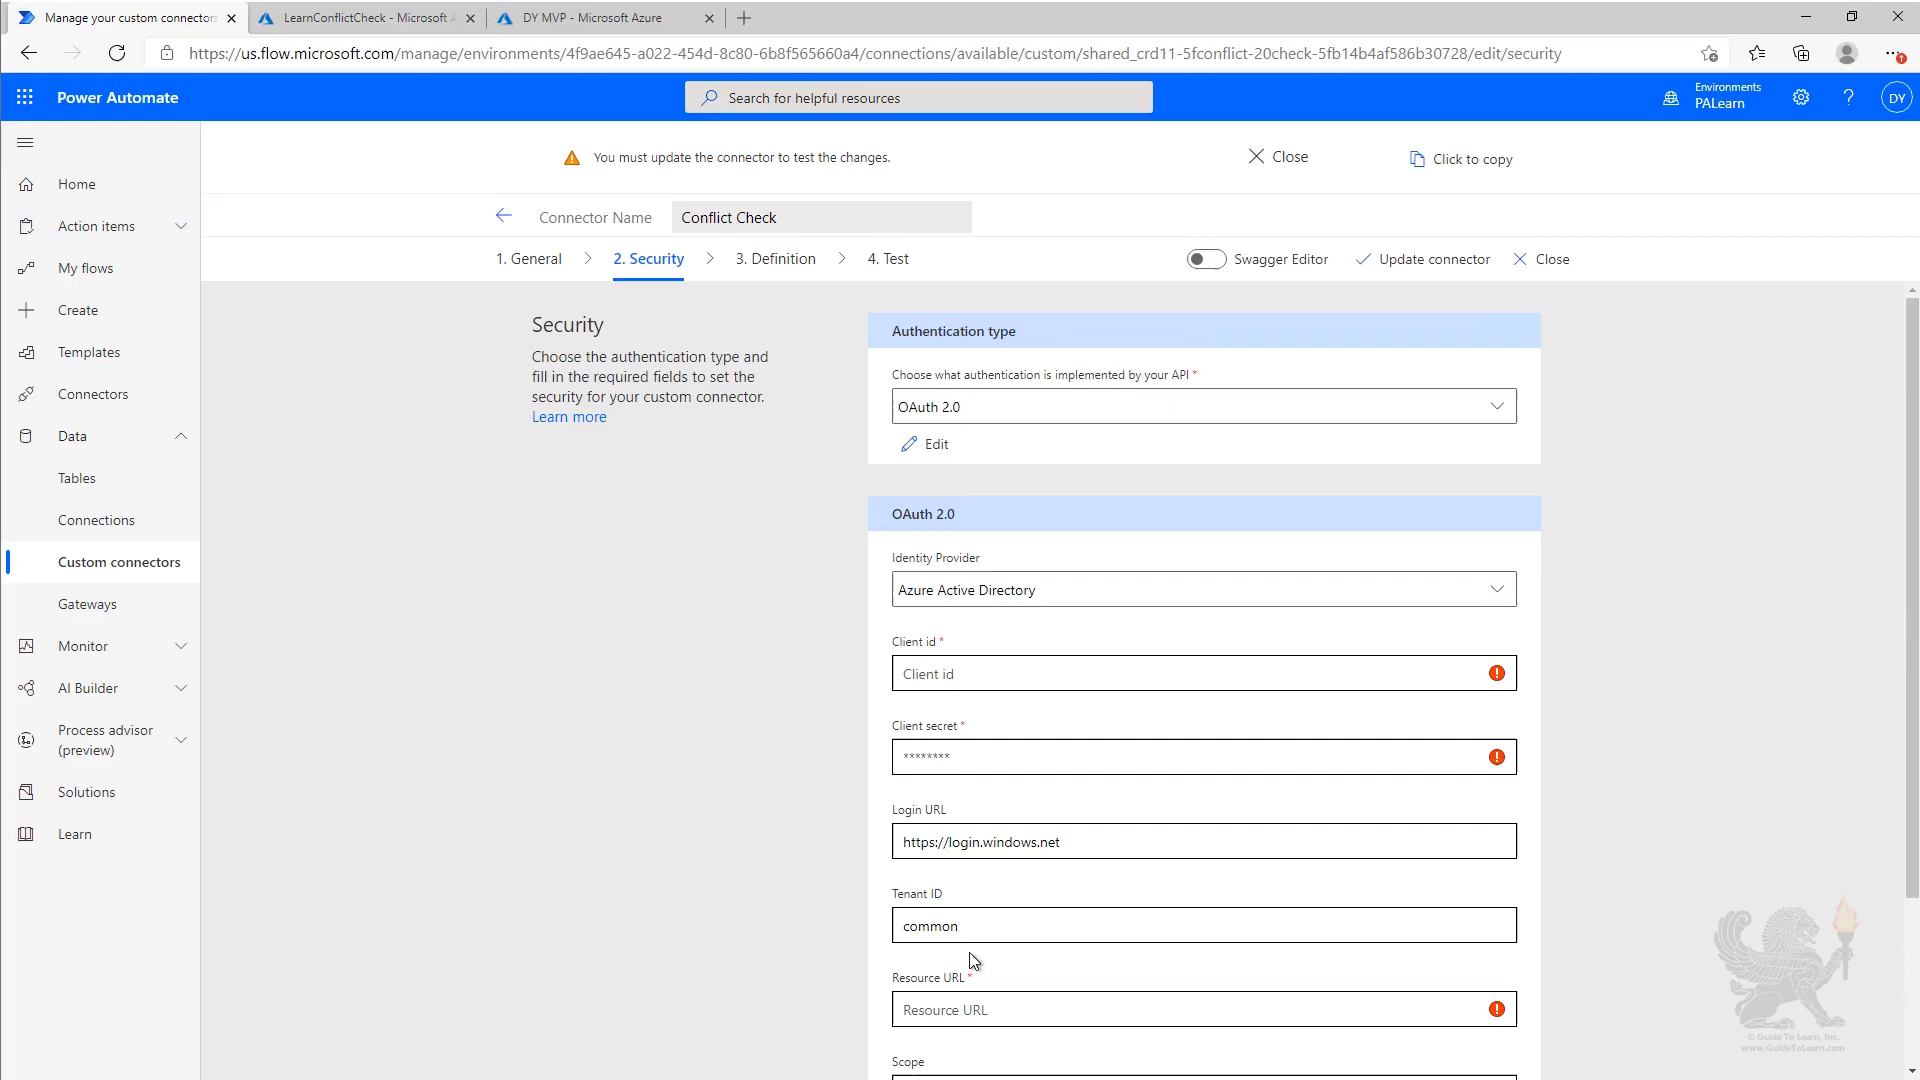 Manage your custom connectors
LearnConflictCheck - Microsoft A
DY MVP - Microsoft Azure
https://us.flow.microsoft.com/manage/environments/4f9ae645-a022-454d-8c80-6b8f565660a4/connections/available/custom/shared_crd11-5fconflict-20check-5fb14b4af586b30728/edit/security
Power Automate
Search for helpful resources
Environments
PALearn
?
DY
You must update the connector to test the changes.
Close
Click to copy
Home
Action items
My flows
Create
Templates
Connectors
Data
Tables
Connections
Custom connectors
Gateways
Monitor
AI Builder
Process advisor
(preview)
Solutions
Learn
Connector Name
Conflict Check
1. General
2. Security
3. Definition
4. Test
Swagger Editor
Update connector
Close
Security
Choose the authentication type and
fill in the required fields to set the
security for your custom connector.
Learn more
Authentication type
Choose what authentication is implemented by your API *
OAuth 2.0
Edit
OAuth 2.0
Identity Provider
Azure Active Directory
Client id *
Client id
Client secret *
********
Login URL
https://login.windows.net
Tenant ID
common
Resource URL *
Resource URL
Scope
© Guide To Learn, Inc.
www.GuideToLearn.com